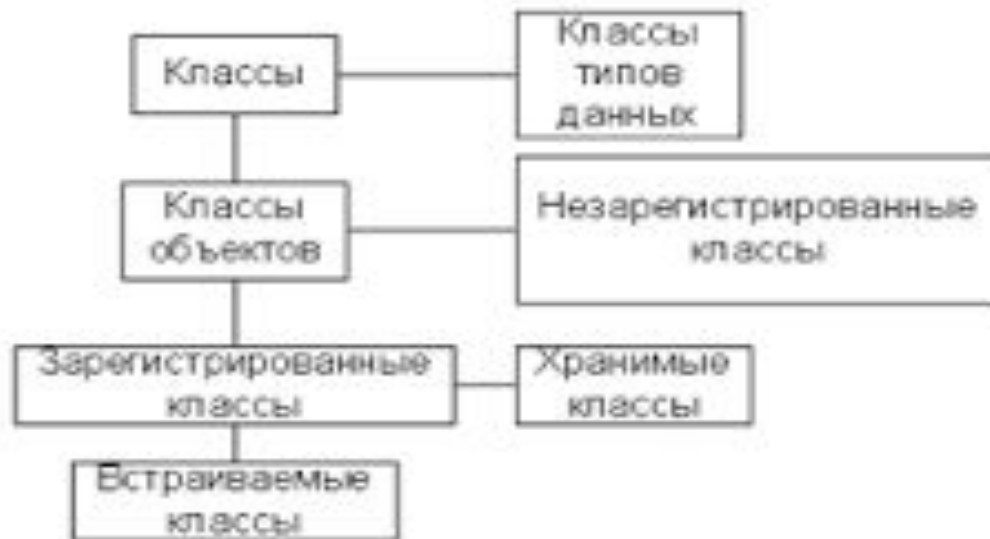 Классы
Классы
типов
данных
Классы
объектов
Незарегистрированные
классы
Зарегистрированные
классы
Хранимые
классы
Встраиваемые
классы